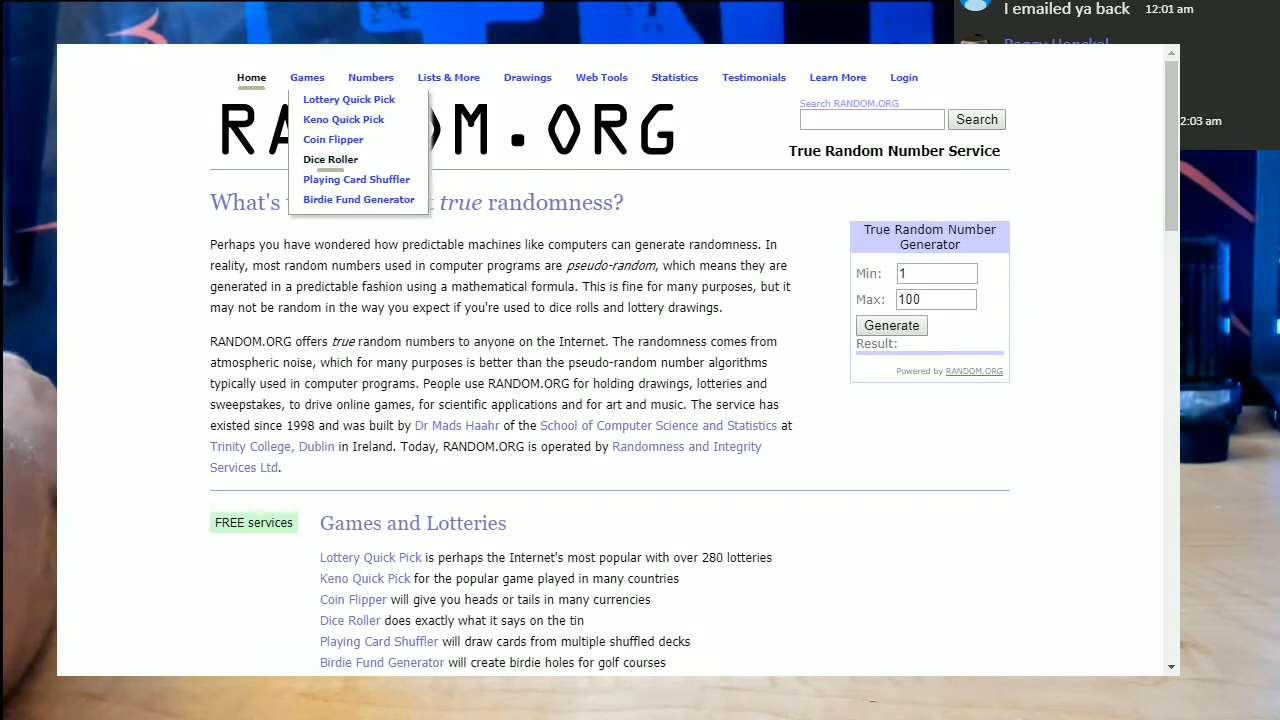 I emailed ya back 12:01 am
Home Games Numbers Lists & More Drawings Web Tools Statistics Testimonials Learn More Login
Lottery Quick Pick
Keno Quick Pick
Coin Flipper
Dice Roller
Playing Card Shuffler
Birdie Fund Generator
Search RANDOM.ORG
Search
2:03 am
True Random Number Service
What's true randomness?
Perhaps you have wondered how predictable machines like computers can generate randomness. In
reality, most random numbers used in computer programs are pseudo-random, which means they are
generated in a predictable fashion using a mathematical formula. This is fine for many purposes, but it
may not be random in the way you expect if you're used to dice rolls and lottery drawings.
RANDOM.ORG offers true random numbers to anyone on the Internet. The randomness comes from
atmospheric noise, which for many purposes is better than the pseudo-random number algorithms
typically used in computer programs. People use RANDOM.ORG for holding drawings, lotteries and
sweepstakes, to drive online games, for scientific applications and for art and music. The service has
existed since 1998 and was built by Dr Mads Haahr of the School of Computer Science and Statistics at
Trinity College, Dublin in Ireland. Today, RANDOM.ORG is operated by Randomness and Integrity
Services Ltd.
True Random Number
Generator
Min: 1
Max: 100
Generate
Result:
Powered by RANDOM.ORG
FREE services
Games and Lotteries
Lottery Quick Pick is perhaps the Internet's most popular with over 280 lotteries
Keno Quick Pick for the popular game played in many countries
Coin Flipper will give you heads or tails in many currencies
Dice Roller does exactly what it says on the tin
Playing Card Shuffler will draw cards from multiple shuffled decks
Birdie Fund Generator will create birdie holes for golf courses